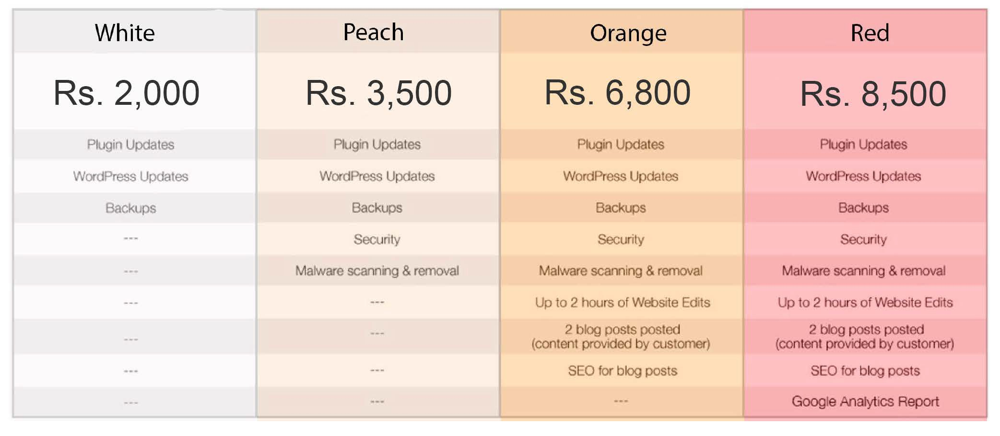 White Peach Orange Red
Rs. 2,000 Rs. 3,500 Rs. 6,800 Rs. 8,500
Plugin Updates Plugin Updates Plugin Updates Plugin Updates
WordPress Updates WordPress Updates WordPress Updates WordPress Updates
Backups Backups Backups Backups
--- Security Security Security
--- Malware scanning & removal Malware scanning & removal Malware scanning & removal
--- --- Up to 2 hours of Website Edits Up to 2 hours of Website Edits
--- --- 2 blog posts posted 2 blog posts posted
(content provided by customer) (content provided by customer)
--- --- SEO for blog posts SEO for blog posts
--- --- --- Google Analytics Report